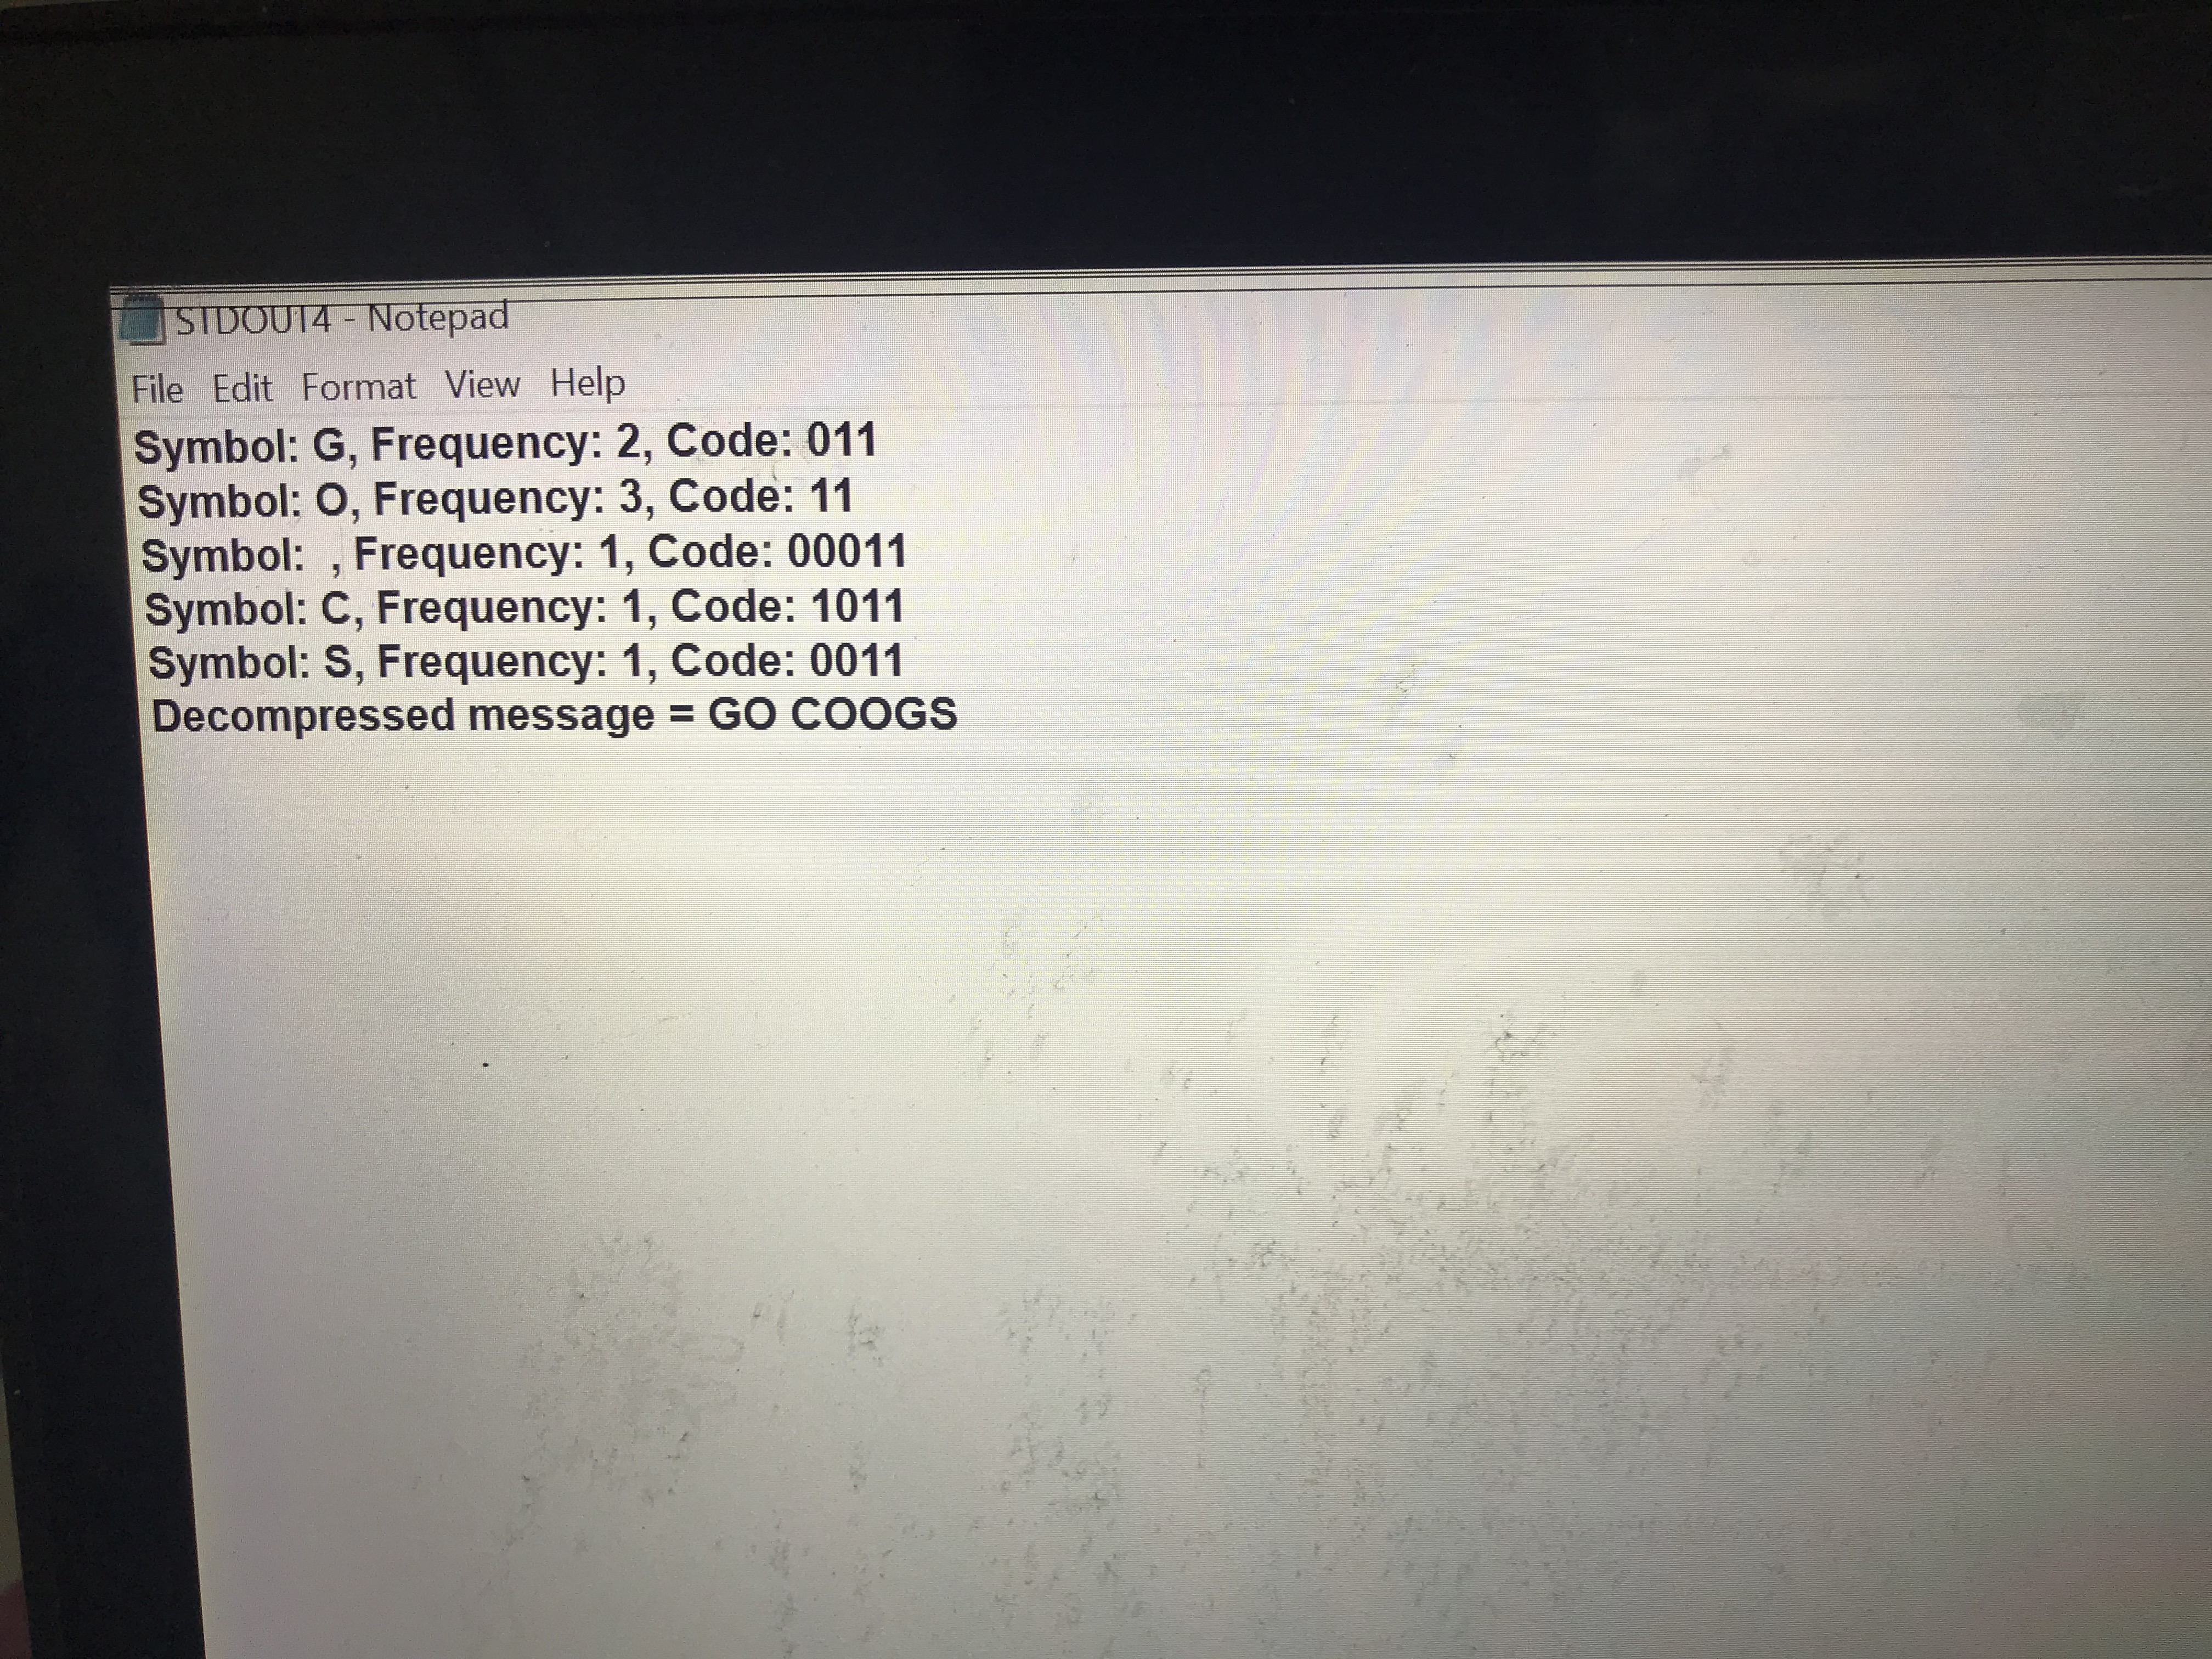 STDOUT4 - Notepad
File Edit Format View Help
Symbol: G, Frequency: 2, Code: 011
Symbol: O, Frequency: 3, Code: 11
Symbol:  , Frequency: 1, Code: 00011
Symbol: C, Frequency: 1, Code: 1011
Symbol: S, Frequency: 1, Code: 0011
Decompressed message = GO COOGS